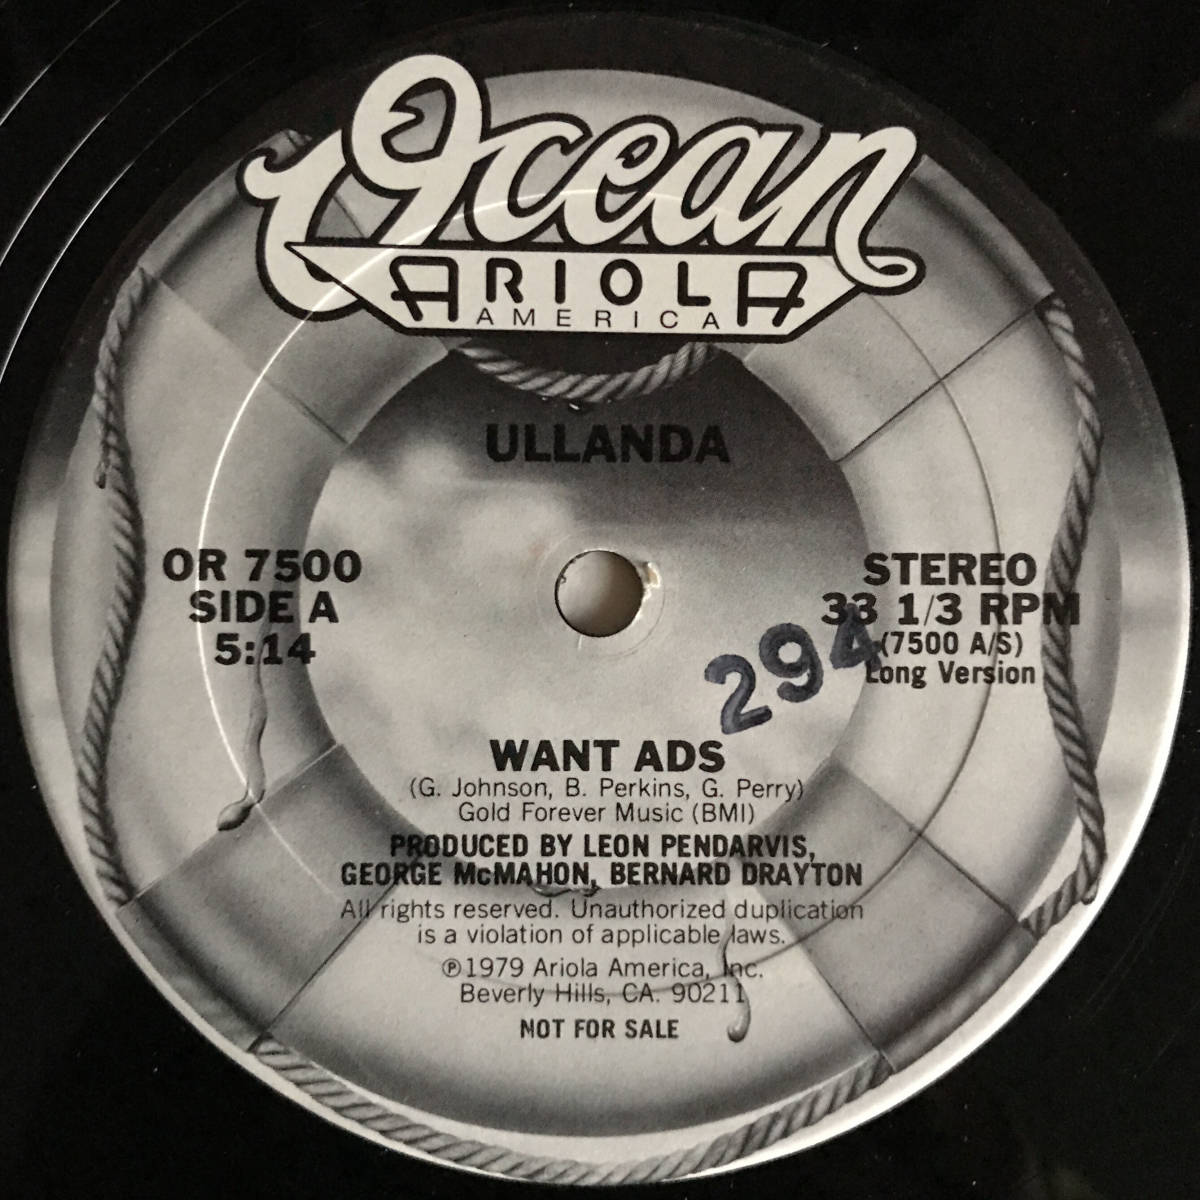 Ocean
ARIOLA
AMERICA
ULLANDA
OR 7500
SIDE A
5:14
STEREO
33 1/3 RPM
(7500 A/S)
Long Version
294
WANT ADS
(G. Johnson, B. Perkins, G. Perry)
Gold Forever Music (BMI)
PRODUCED BY LEON PENDARVIS,
GEORGE McMAHON, BERNARD DRAYTON
All rights reserved. Unauthorized duplication
is a violation of applicable laws.
℗1979 Ariola America, Inc.
Beverly Hills, CA. 90211
NOT FOR SALE